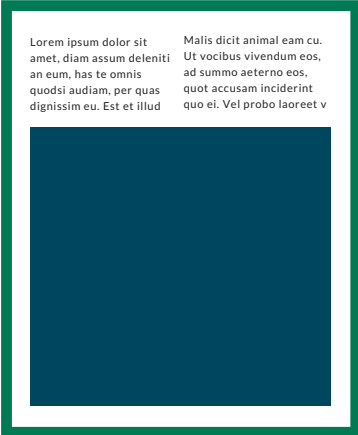 Lorem ipsum dolor sit
amet, diam assum deleniti
an eum, has te omnis
quodsi audiam, per quas
dignissim eu. Est et illud
Malis dicit animal eam cu.
Ut vocibus vivendum eos,
ad summo aeterno eos,
quot accusam inciderint
quo ei. Vel probo laoreet v